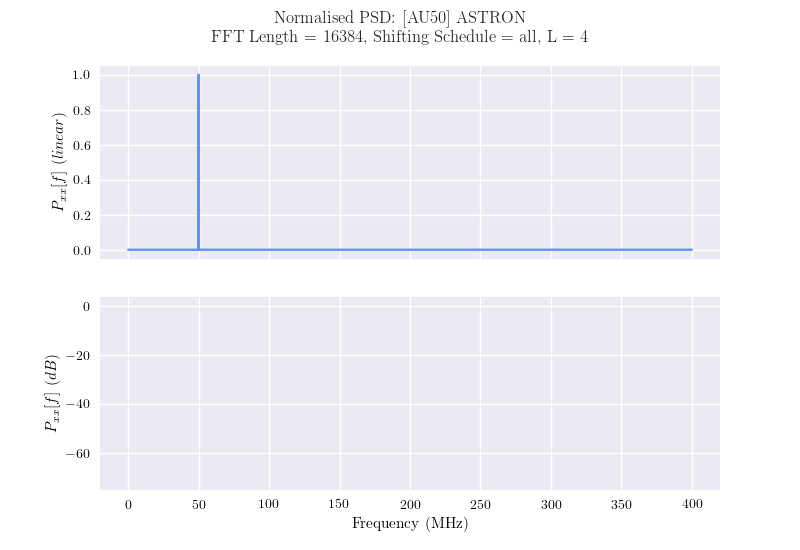 Normalised PSD: [AU50] ASTRON
FFT Length = 16384, Shifting Schedule = all, L = 4
1.0
0.8
0.6
0.4
0.2
0.0
P_xx[f] (linear)
0
−20
−40
−60
P_xx[f] (dB)
0 50 100 150 200 250 300 350 400
Frequency (MHz)